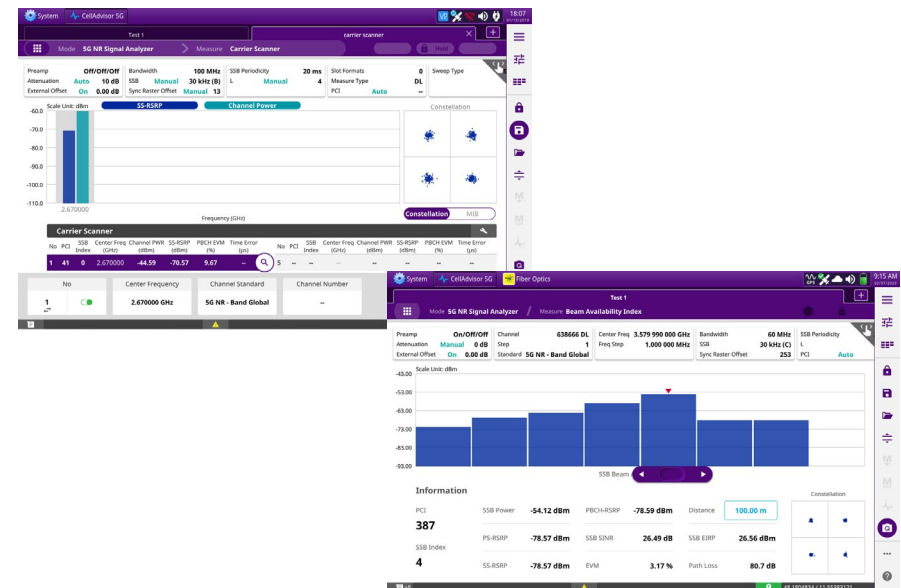 System CellAdvisor 5G VR 18:07
01/10/2019
Test 1 carrier scanner × +
Mode 5G NR Signal Analyzer Measure Carrier Scanner Hold
Preamp Off/Off/Off Bandwidth 100 MHz SSB Periodicity 20 ms Slot Formats 0 Sweep Type
Attenuation Auto 10 dB SSB Manual 30 kHz (B) L Manual 4 Measure Type DL
External Offset On 0.00 dB Sync Raster Offset Manual 13 PCI Auto --
Scale Unit: dBm SS-RSRP Channel Power Constellation
-60.0
-70.0
-80.0
-90.0
-100.0
-110.0
2.670000
Frequency (GHz)
Constellation MIB
Carrier Scanner
No PCI SSB Index Center Freq (GHz) Channel PWR (dBm) SS-RSRP (dBm) PBCH EVM (%) Time Error (μs) No PCI SSB Index Center Freq (GHz) Channel PWR (dBm) SS-RSRP (dBm) PBCH EVM (%) Time Error (μs)
1 41 0 2.670000 -44.59 -70.57 9.67 -- 5 -- -- -- -- -- -- --
No Center Frequency Channel Standard Channel Number
1 2.670000 GHz 5G NR - Band Global --
System CellAdvisor 5G Fiber Optics GPS 9:15 AM
Test 1 +
Mode 5G NR Signal Analyzer / Measure Beam Availability Index
Preamp On/Off/Off Channel 638666 DL Center Freq 3.579 990 000 GHz Bandwidth 60 MHz SSB Periodicity
Attenuation Manual 0 dB Step 1 Freq Step 1.000 000 MHz SSB 30 kHz (C) L
External Offset On 0.00 dB Standard 5G NR - Band Global Sync Raster Offset 253 PCI Auto
Scale Unit: dBm
-43.00
-53.00
-63.00
-73.00
-83.00
-93.00
SSB Beam
Information Constellation
PCI SSB Power -54.12 dBm PBCH-RSRP -78.59 dBm Distance 100.00 m
387
PS-RSRP -78.57 dBm SSB SINR 26.49 dB SSB EIRP 26.56 dBm
SSB Index
4 SS-RSRP -78.57 dBm EVM 3.17 % Path Loss 80.7 dB